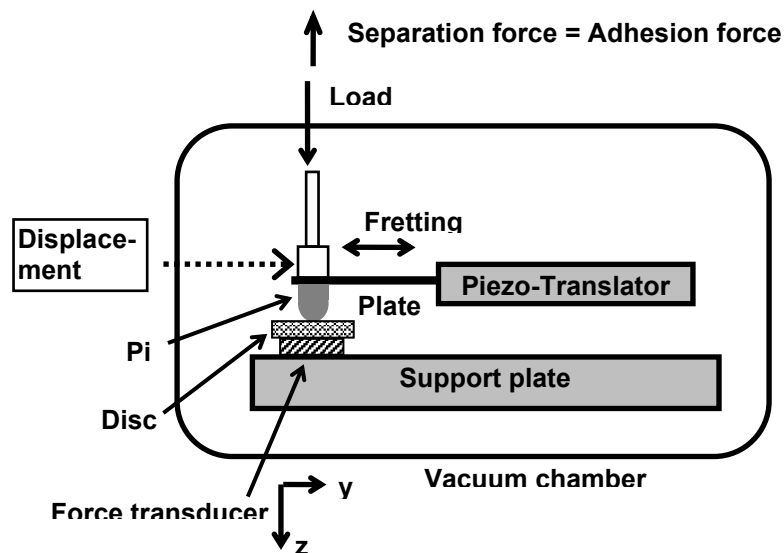 Separation force = Adhesion force
Load
Fretting
Displace-
ment
Piezo-Translator
Plate
Pi
Disc
Support plate
Vacuum chamber
Force transducer
y
z